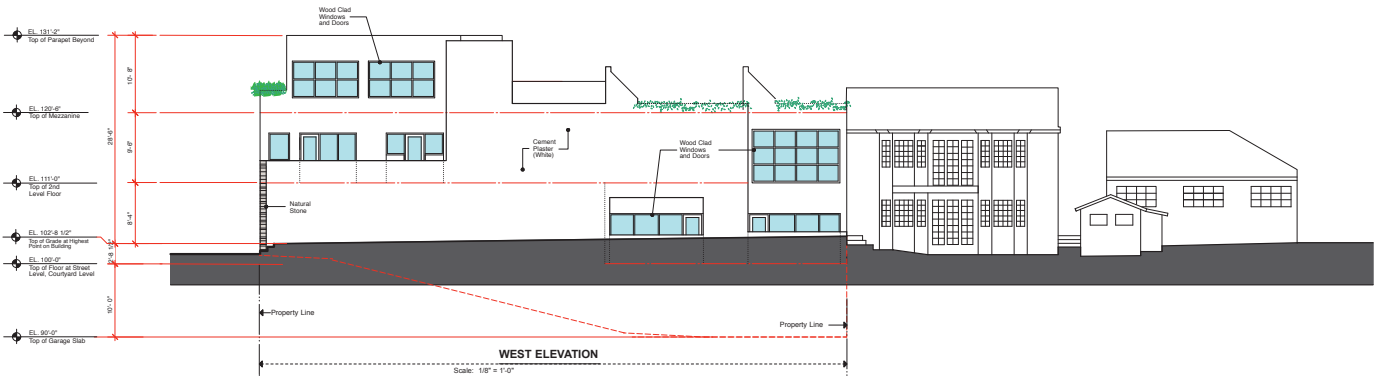 Wood Clad
Windows
and Doors
EL. 131'-2"
Top of Parapet Beyond
10'- 8"
EL. 120'-6"
Top of Mezzanine
28'-6"
9'-6"
Cement
Plaster
(White)
Wood Clad
Windows
and Doors
EL. 111'-0"
Top of 2nd
Level Floor
Natural
Stone
8'-4"
EL. 102'-8 1/2"
Top of Grade at Highest
Point on Building
2'-8 1/2"
EL. 100'-0"
Top of Floor at Street
Level, Courtyard Level
10'- 0"
Property Line
Property Line
EL. 90'-0"
Top of Garage Slab
WEST ELEVATION
Scale: 1/8" = 1'-0"